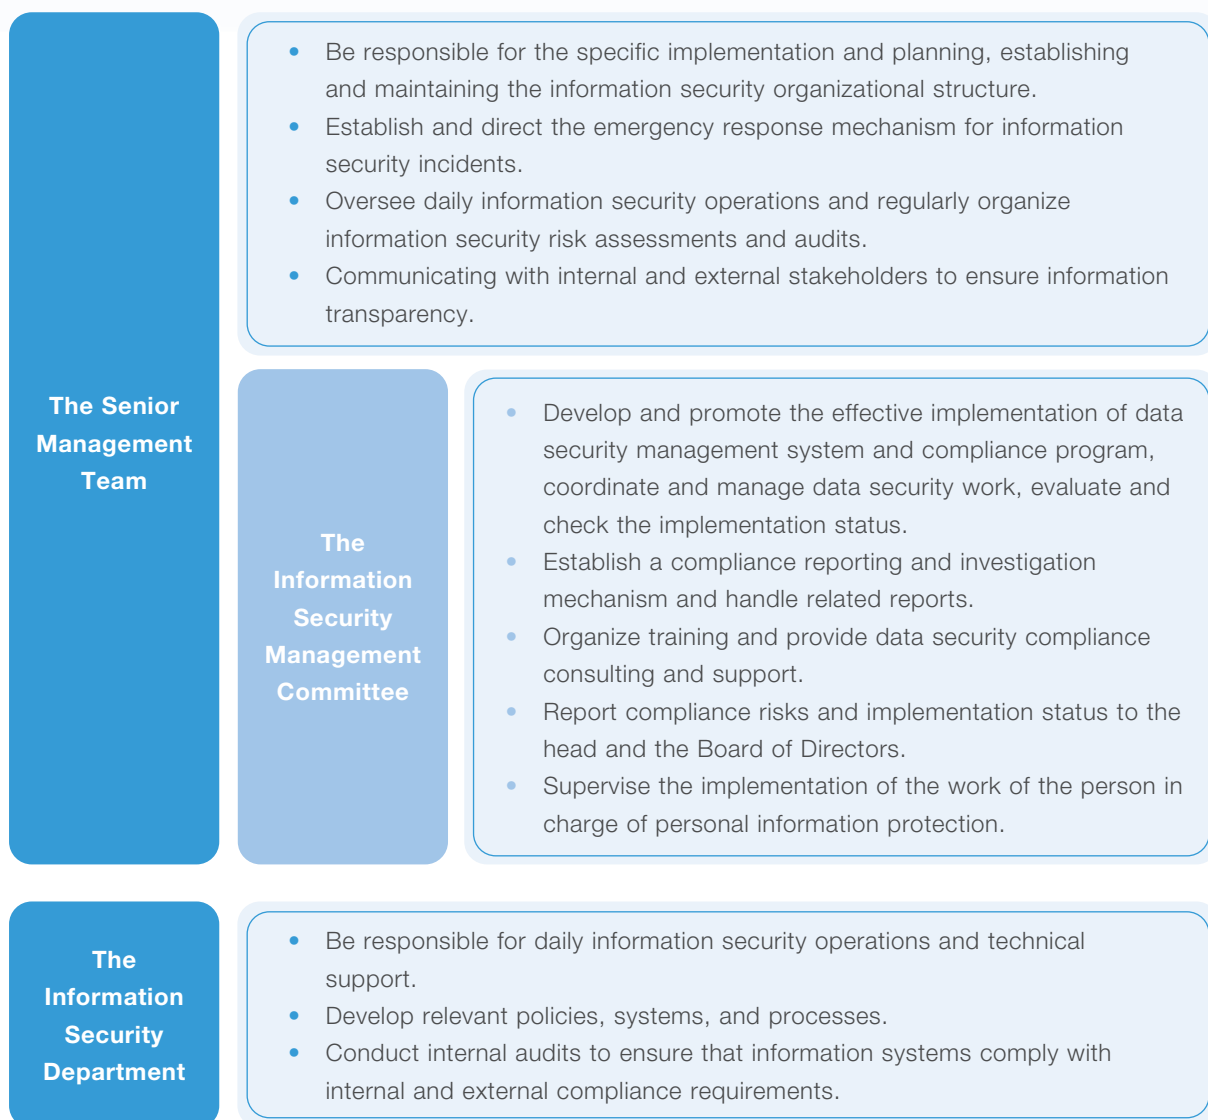 The Senior
Management
Team
• Be responsible for the specific implementation and planning, establishing
and maintaining the information security organizational structure.
• Establish and direct the emergency response mechanism for information
security incidents.
• Oversee daily information security operations and regularly organize
information security risk assessments and audits.
• Communicating with internal and external stakeholders to ensure information
transparency.
The
Information
Security
Management
Committee
• Develop and promote the effective implementation of data
security management system and compliance program,
coordinate and manage data security work, evaluate and
check the implementation status.
• Establish a compliance reporting and investigation
mechanism and handle related reports.
• Organize training and provide data security compliance
consulting and support.
• Report compliance risks and implementation status to the
head and the Board of Directors.
• Supervise the implementation of the work of the person in
charge of personal information protection.
The
Information
Security
Department
• Be responsible for daily information security operations and technical
support.
• Develop relevant policies, systems, and processes.
• Conduct internal audits to ensure that information systems comply with
internal and external compliance requirements.